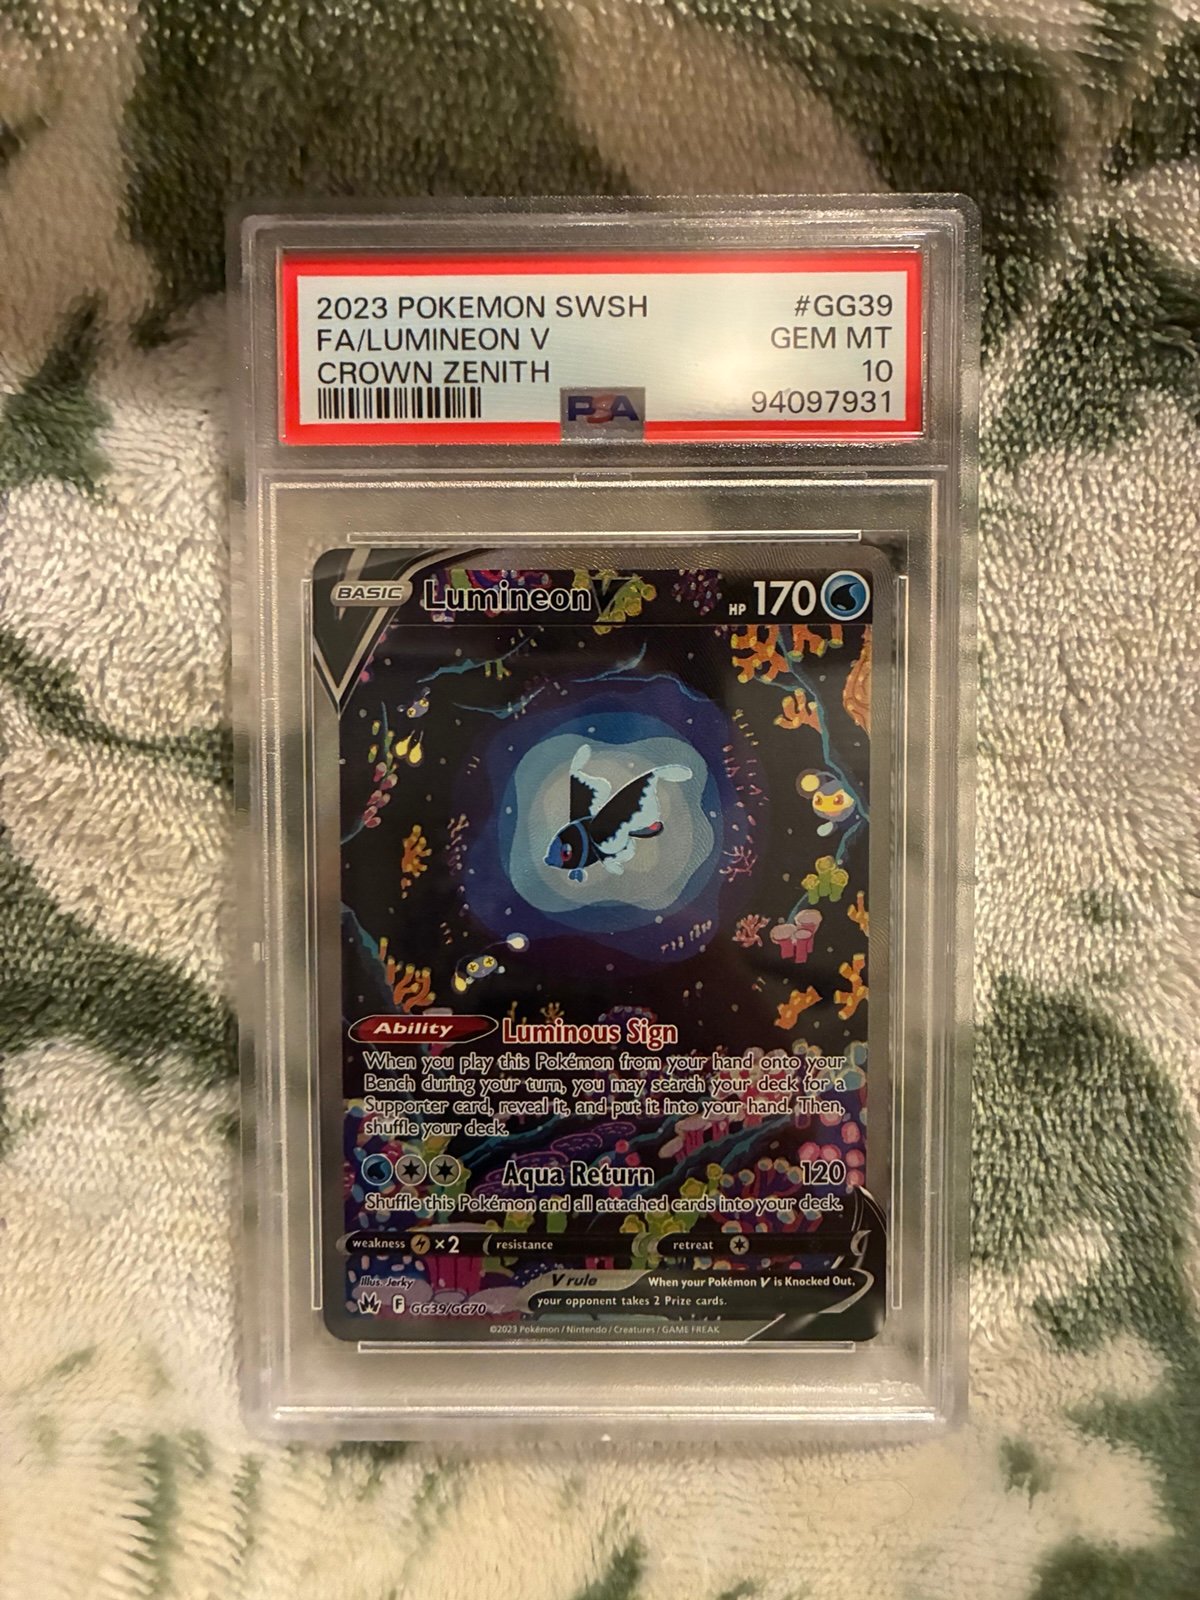 2023 POKEMON SWSH #GG39
FA/LUMINEON V GEM MT
CROWN ZENITH 10
PSA 94097931
BASIC Lumineon V HP 170
Ability Luminous Sign
When you play this Pokémon from your hand onto your
Bench during your turn, you may search your deck for a
Supporter card, reveal it, and put it into your hand. Then,
shuffle your deck.
Aqua Return 120
Shuffle this Pokémon and all attached cards into your deck.
weakness ×2 resistance retreat
Illus. Jerky
V rule When your Pokémon V is Knocked Out,
your opponent takes 2 Prize cards.
F GG39/GG70
©2023 Pokémon / Nintendo / Creatures / GAME FREAK